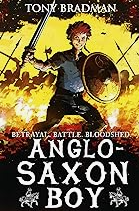 TONY BRADMAN
BETRAYAL. BATTLE. BLOODSHED.
ANGLO-
SAXON
BOY